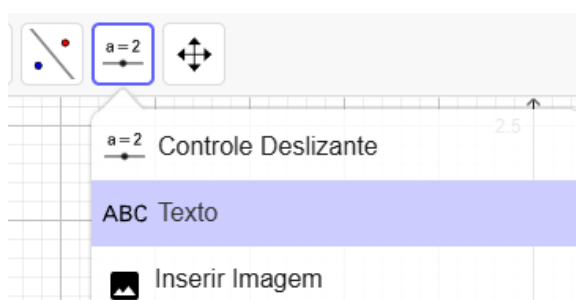 a=2
2.5
a=2 Controle Deslizante
ABC Texto
Inserir Imagem